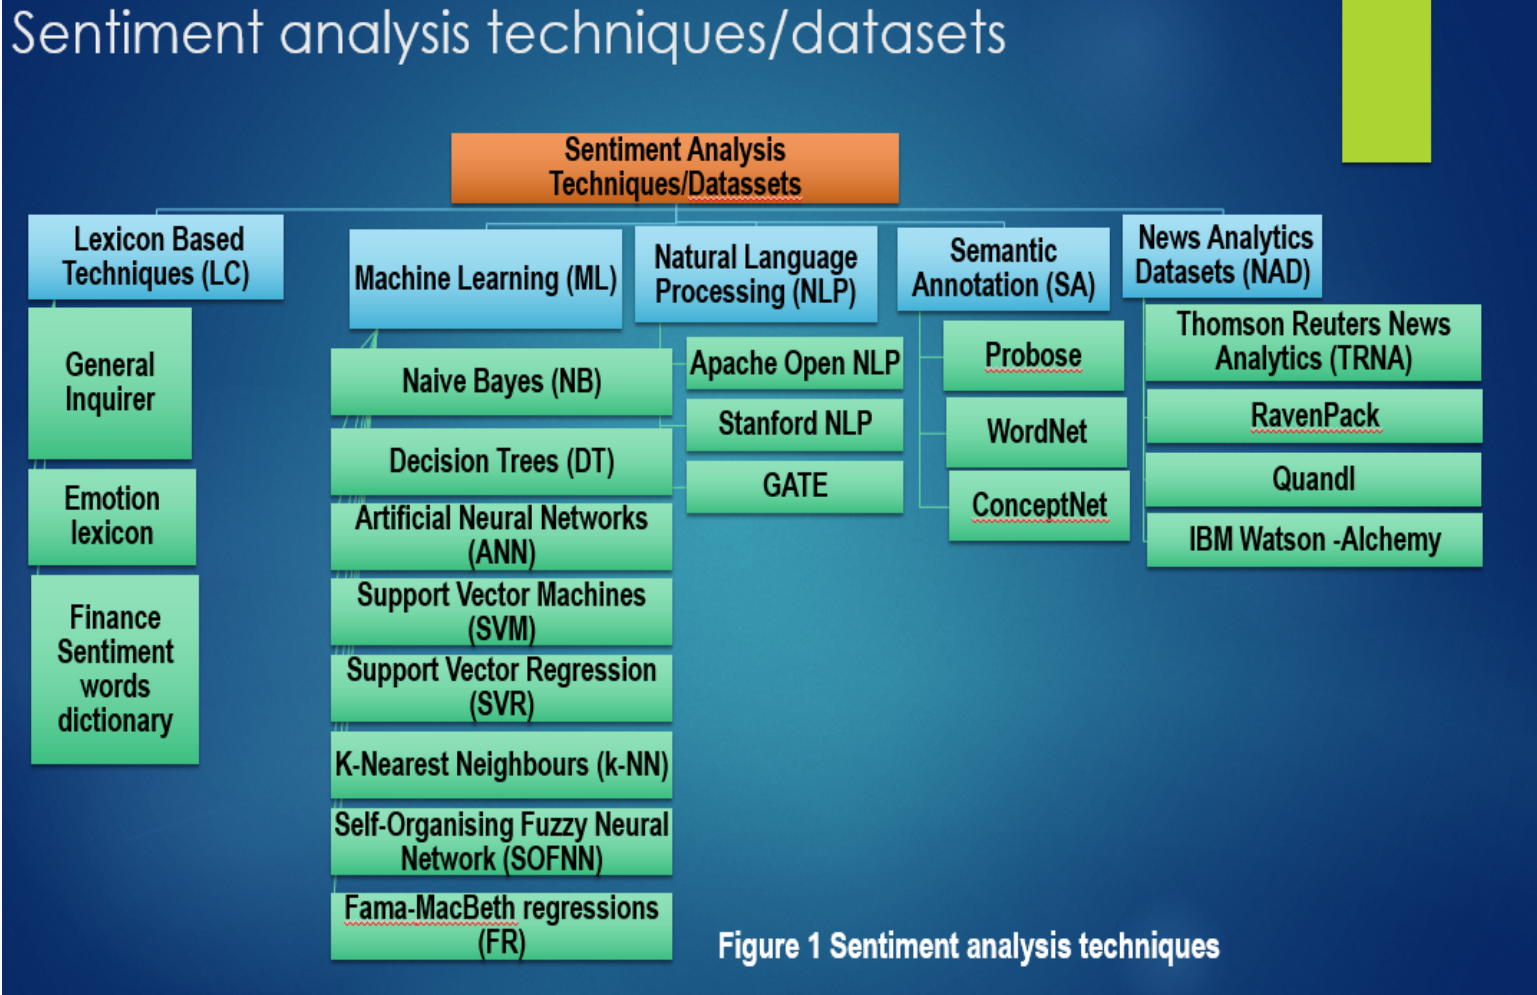 Sentiment analysis techniques/datasets
Sentiment Analysis
Techniques/Datassets
Lexicon Based
Techniques (LC)
General
Inquirer
Emotion
lexicon
Finance
Sentiment
words
dictionary
Machine Learning (ML)
Naive Bayes (NB)
Decision Trees (DT)
Artificial Neural Networks
(ANN)
Support Vector Machines
(SVM)
Support Vector Regression
(SVR)
K-Nearest Neighbours (k-NN)
Self-Organising Fuzzy Neural
Network (SOFNN)
Fama-MacBeth regressions
(FR)
Natural Language
Processing (NLP)
Apache Open NLP
Stanford NLP
GATE
Semantic
Annotation (SA)
Probose
WordNet
ConceptNet
News Analytics
Datasets (NAD)
Thomson Reuters News
Analytics (TRNA)
RavenPack
Quandl
IBM Watson -Alchemy
Figure 1 Sentiment analysis techniques